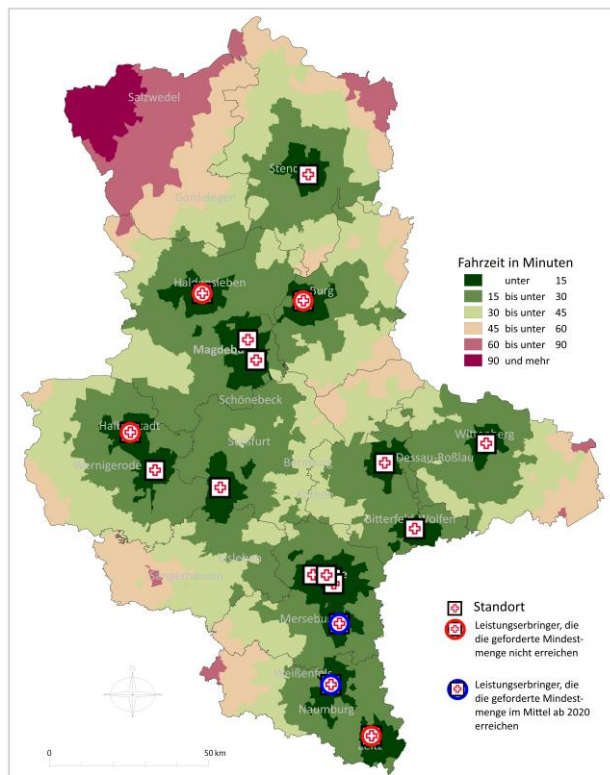 Salzwedel
Gardelegen
Haldensleben
Schönebeck
Wernigerode
Wittenberg
Dessau-Roßlau
Bitterfeld-Wolfen
Sangerhausen
Weißenfels
Naumburg
Fahrzeit in Minuten
unter 15
15 bis unter 30
30 bis unter 45
45 bis unter 60
60 bis unter 90
90 und mehr
Standort
Leistungserbringer, die
die geforderte Mindest-
menge nicht erreichen
Leistungserbringer, die
die geforderte Mindest-
menge im Mittel ab 2020
erreichen
0 50 km